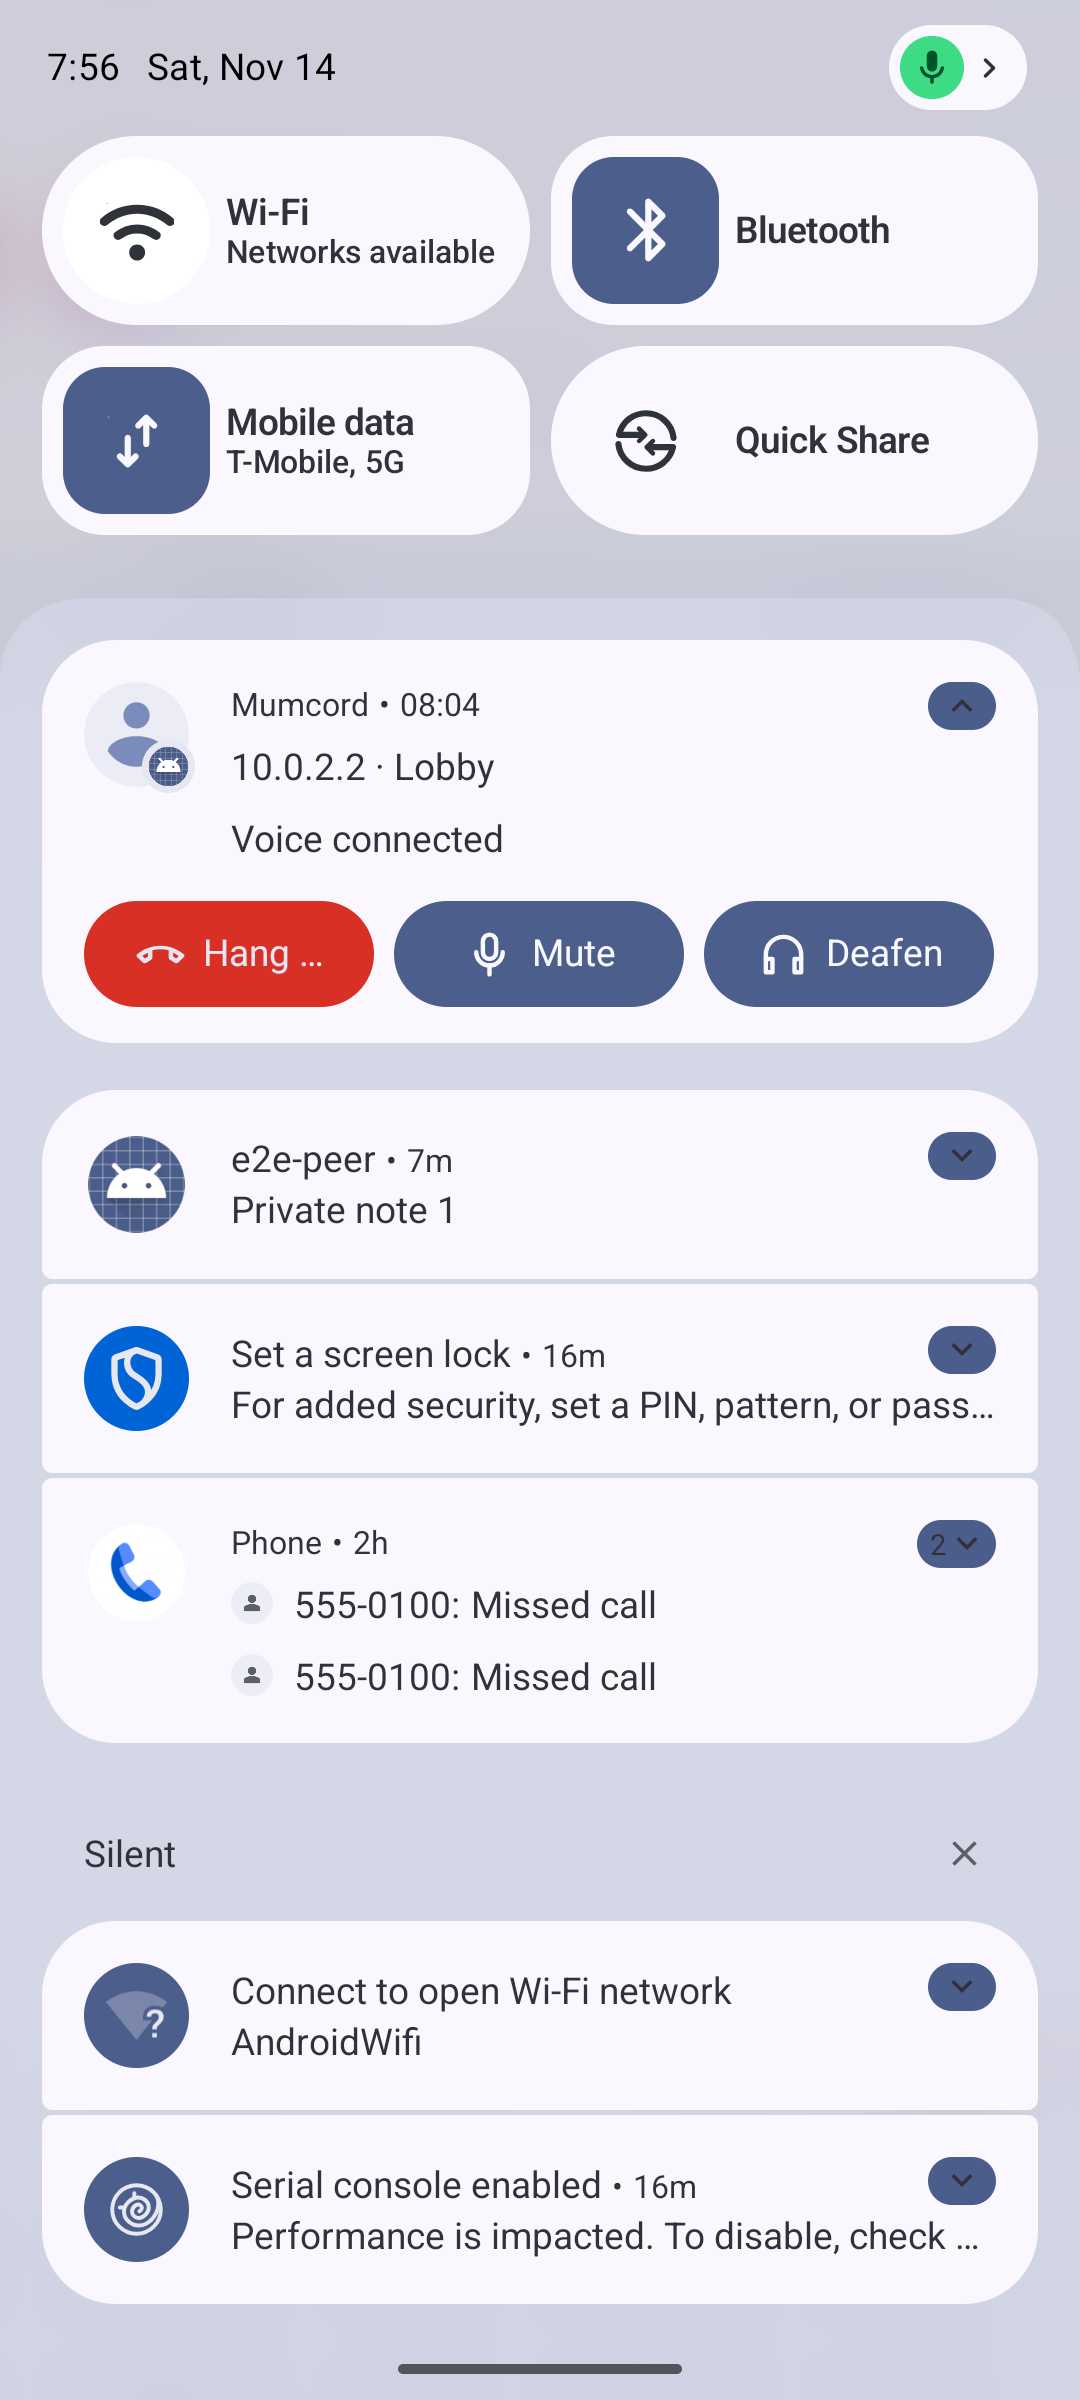 7:56 Sat, Nov 14
Wi-Fi
Networks available
Bluetooth
Mobile data
T-Mobile, 5G
Quick Share
Mumcord • 08:04
10.0.2.2 · Lobby
Voice connected
Hang ...
Mute
Deafen
e2e-peer • 7m
Private note 1
Set a screen lock • 16m
For added security, set a PIN, pattern, or pass...
Phone • 2h
2
555-0100: Missed call
555-0100: Missed call
Silent
Connect to open Wi-Fi network
AndroidWifi
?
Serial console enabled • 16m
Performance is impacted. To disable, check ...